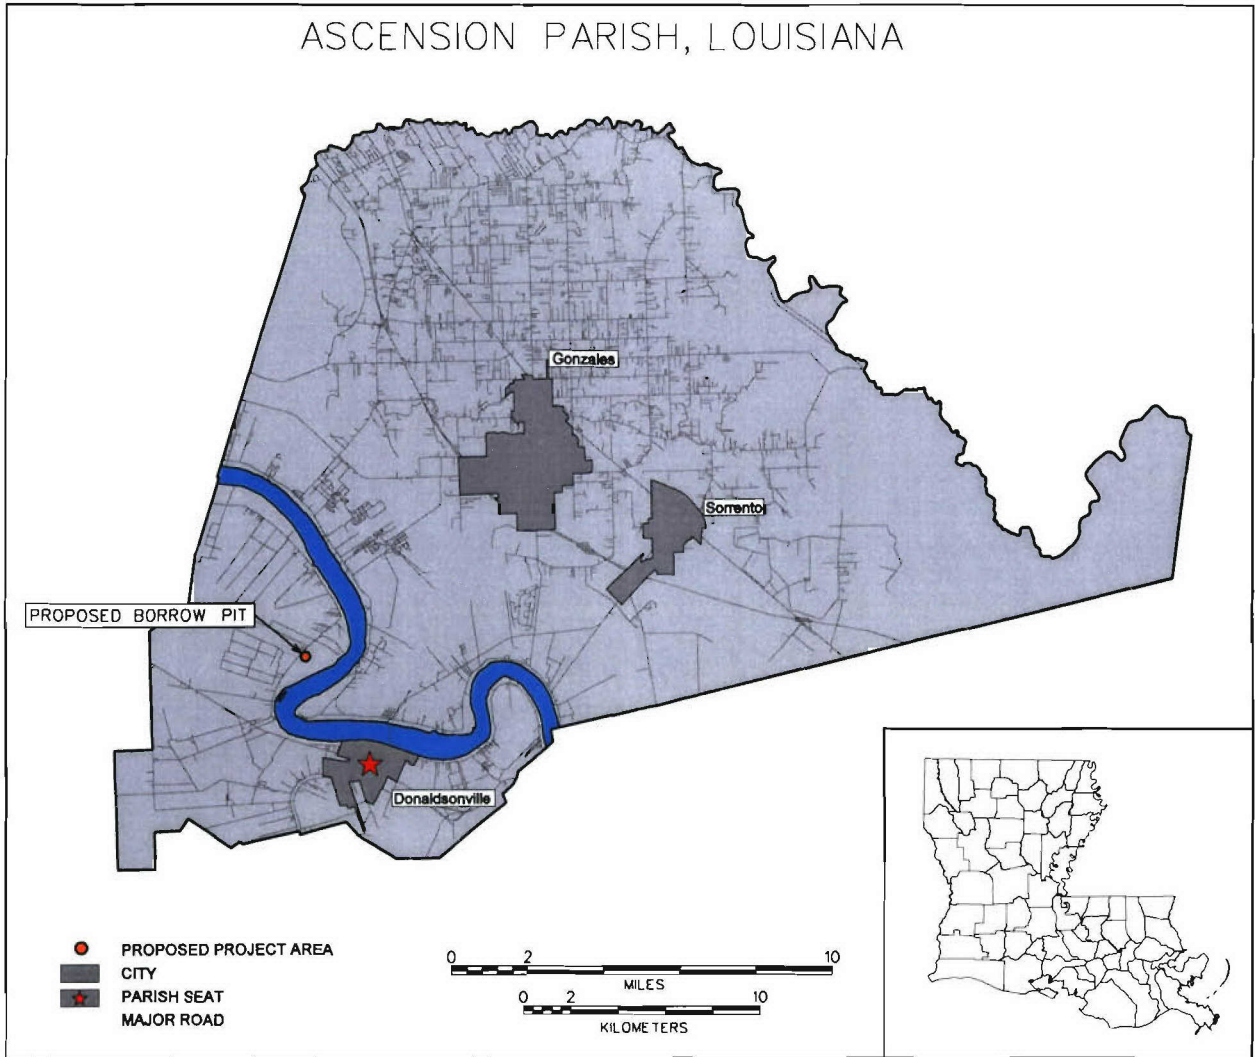 ASCENSION PARISH, LOUISIANA
Gonzales
Sorrento
PROPOSED BORROW PIT
Donaldsonville
PROPOSED PROJECT AREA
CITY
PARISH SEAT
MAJOR ROAD
0 2 10
MILES
0 2 10
KILOMETERS